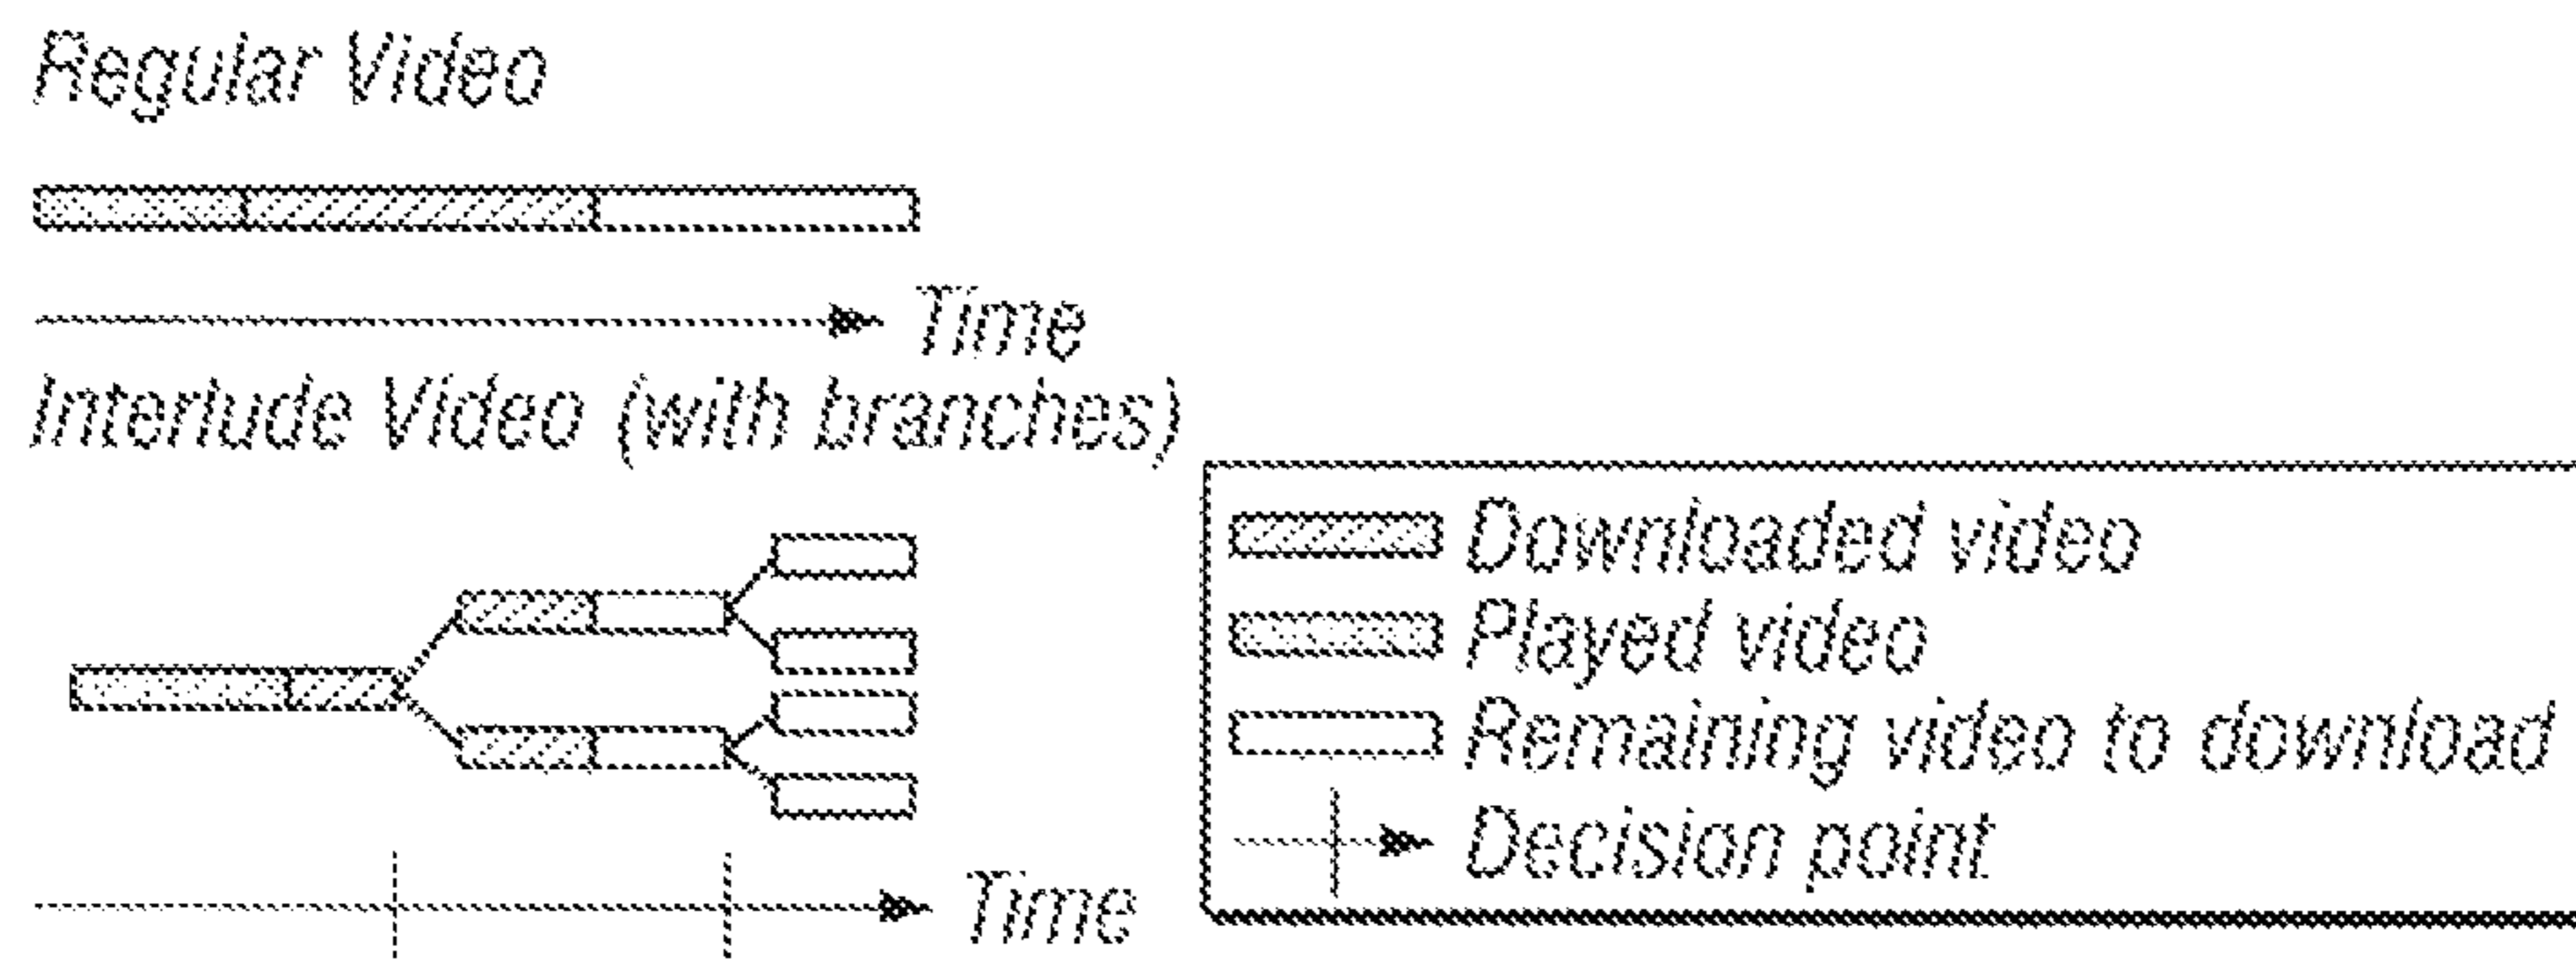 Regular Video
Time
Interlude Video (with branches)
Time
Downloaded video
Played video
Remaining video to download
Decision point